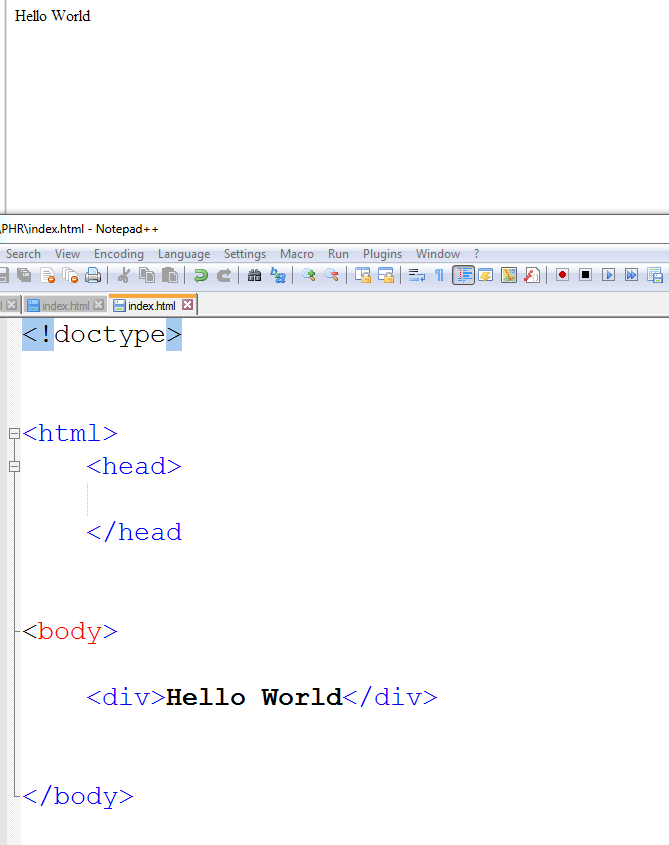 Hello World
\PHR\index.html - Notepad++
Search View Encoding Language Settings Macro Run Plugins Window ?
index.html index.html
<!doctype>
<html>
<head>
</head
<body>
<div>Hello World</div>
</body>